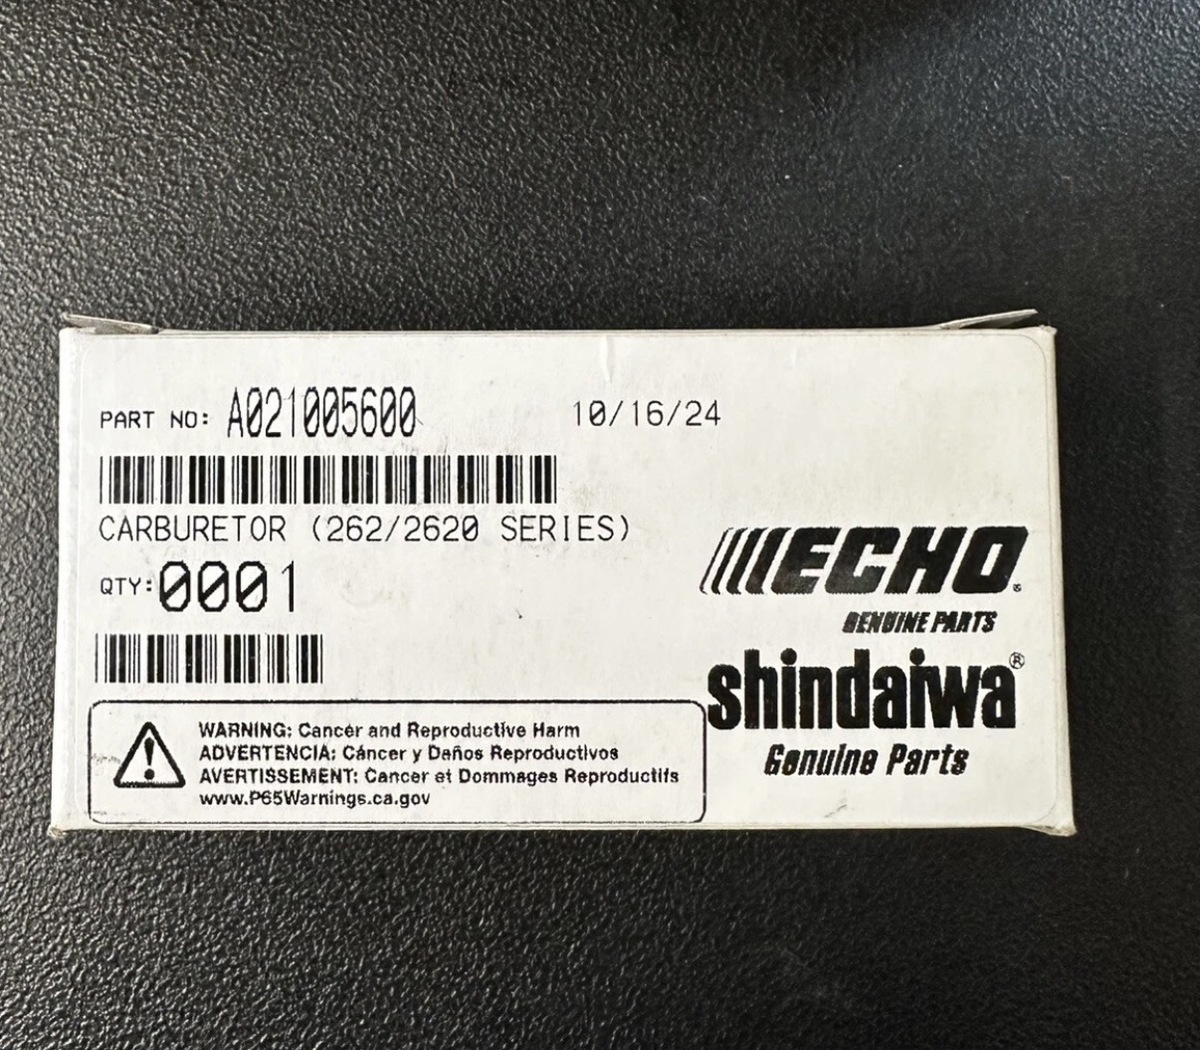 PART NO: A021005600
10/16/24
CARBURETOR (262/2620 SERIES)
QTY: 0001
ECHO®
GENUINE PARTS
shindaiwa®
Genuine Parts
WARNING: Cancer and Reproductive Harm
ADVERTENCIA: Cáncer y Daños Reproductivos
AVERTISSEMENT: Cancer et Dommages Reproductifs
www.P65Warnings.ca.gov